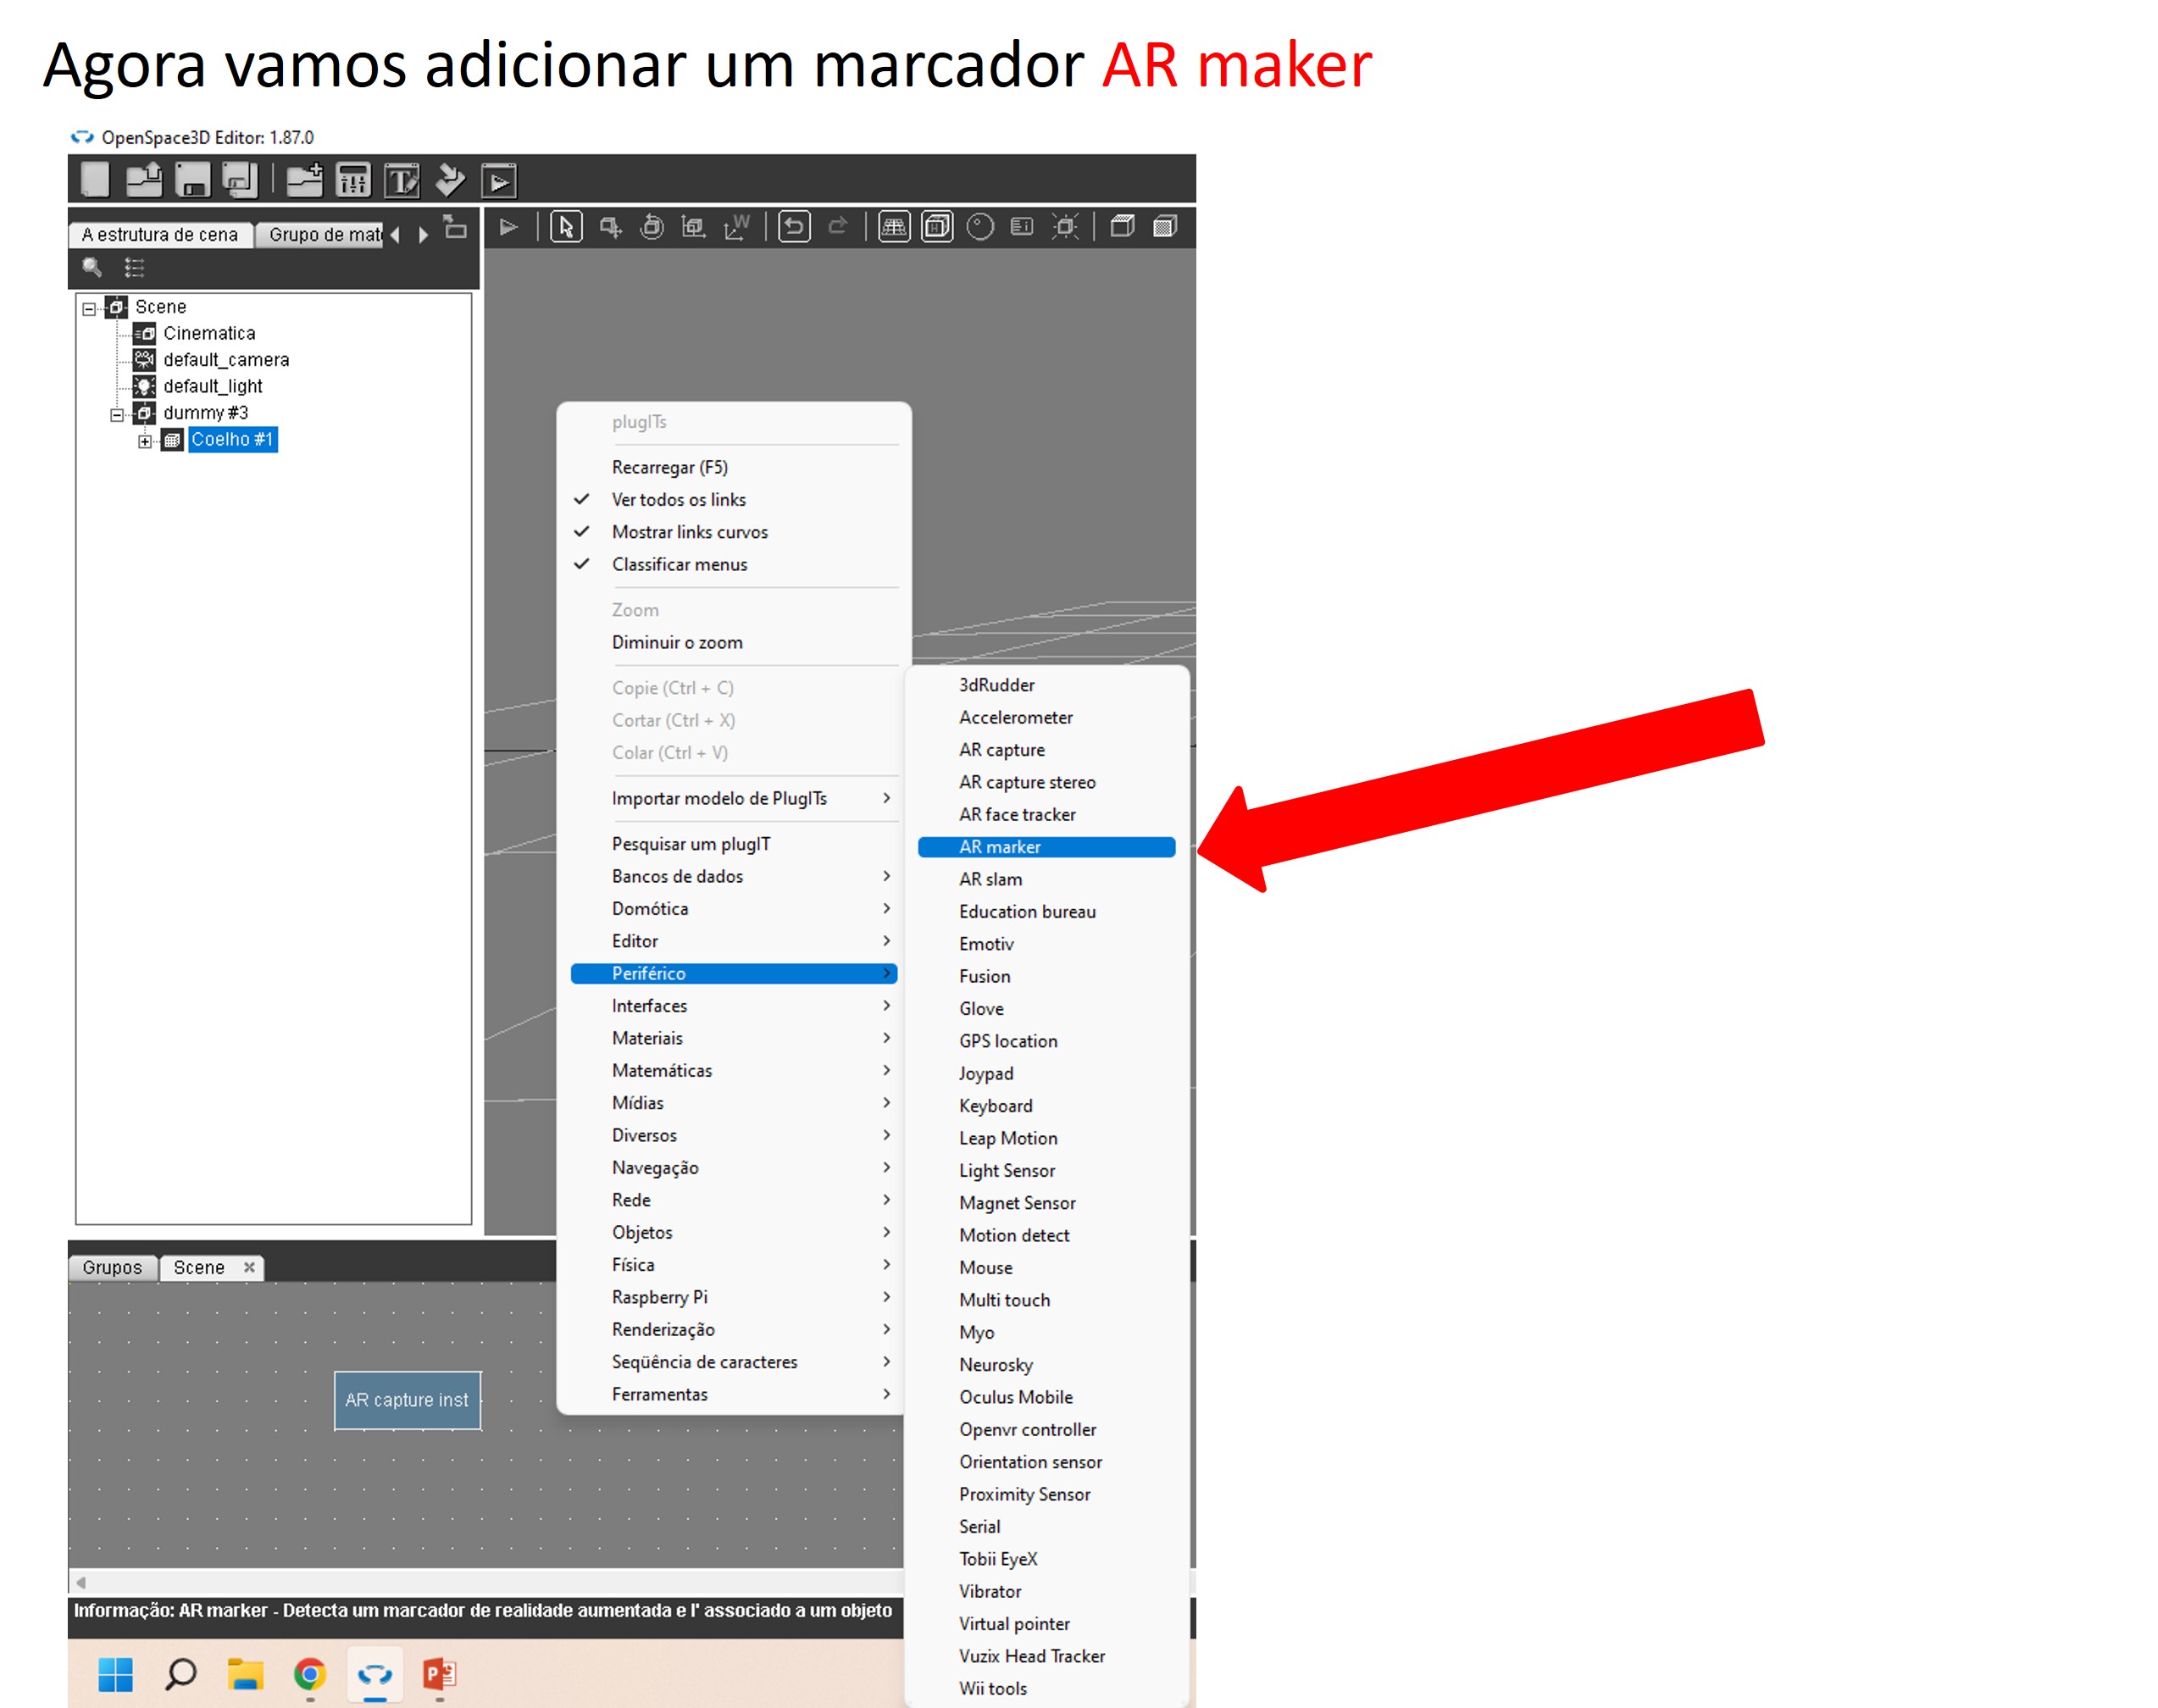 Agora vamos adicionar um marcador AR maker
OpenSpace3D Editor: 1.87.0
A estrutura de cena
Grupo de mat
Scene
Cinematica
default_camera
default_light
dummy #3
Coelho #1
plugITs
Recarregar (F5)
Ver todos os links
Mostrar links curvos
Classificar menus
Zoom
Diminuir o zoom
Copie (Ctrl + C)
Cortar (Ctrl + X)
Colar (Ctrl + V)
Importar modelo de PlugITs
Pesquisar um plugIT
Bancos de dados
Domótica
Editor
Periférico
Interfaces
Materiais
Matemáticas
Mídias
Diversos
Navegação
Rede
Objetos
Física
Raspberry Pi
Renderização
Seqüência de caracteres
Ferramentas
3dRudder
Accelerometer
AR capture
AR capture stereo
AR face tracker
AR marker
AR slam
Education bureau
Emotiv
Fusion
Glove
GPS location
Joypad
Keyboard
Leap Motion
Light Sensor
Magnet Sensor
Motion detect
Mouse
Multi touch
Myo
Neurosky
Oculus Mobile
Openvr controller
Orientation sensor
Proximity Sensor
Serial
Tobii EyeX
Vibrator
Virtual pointer
Vuzix Head Tracker
Wii tools
Grupos
Scene
AR capture inst
Informação: AR marker - Detecta um marcador de realidade aumentada e l' associado a um objeto